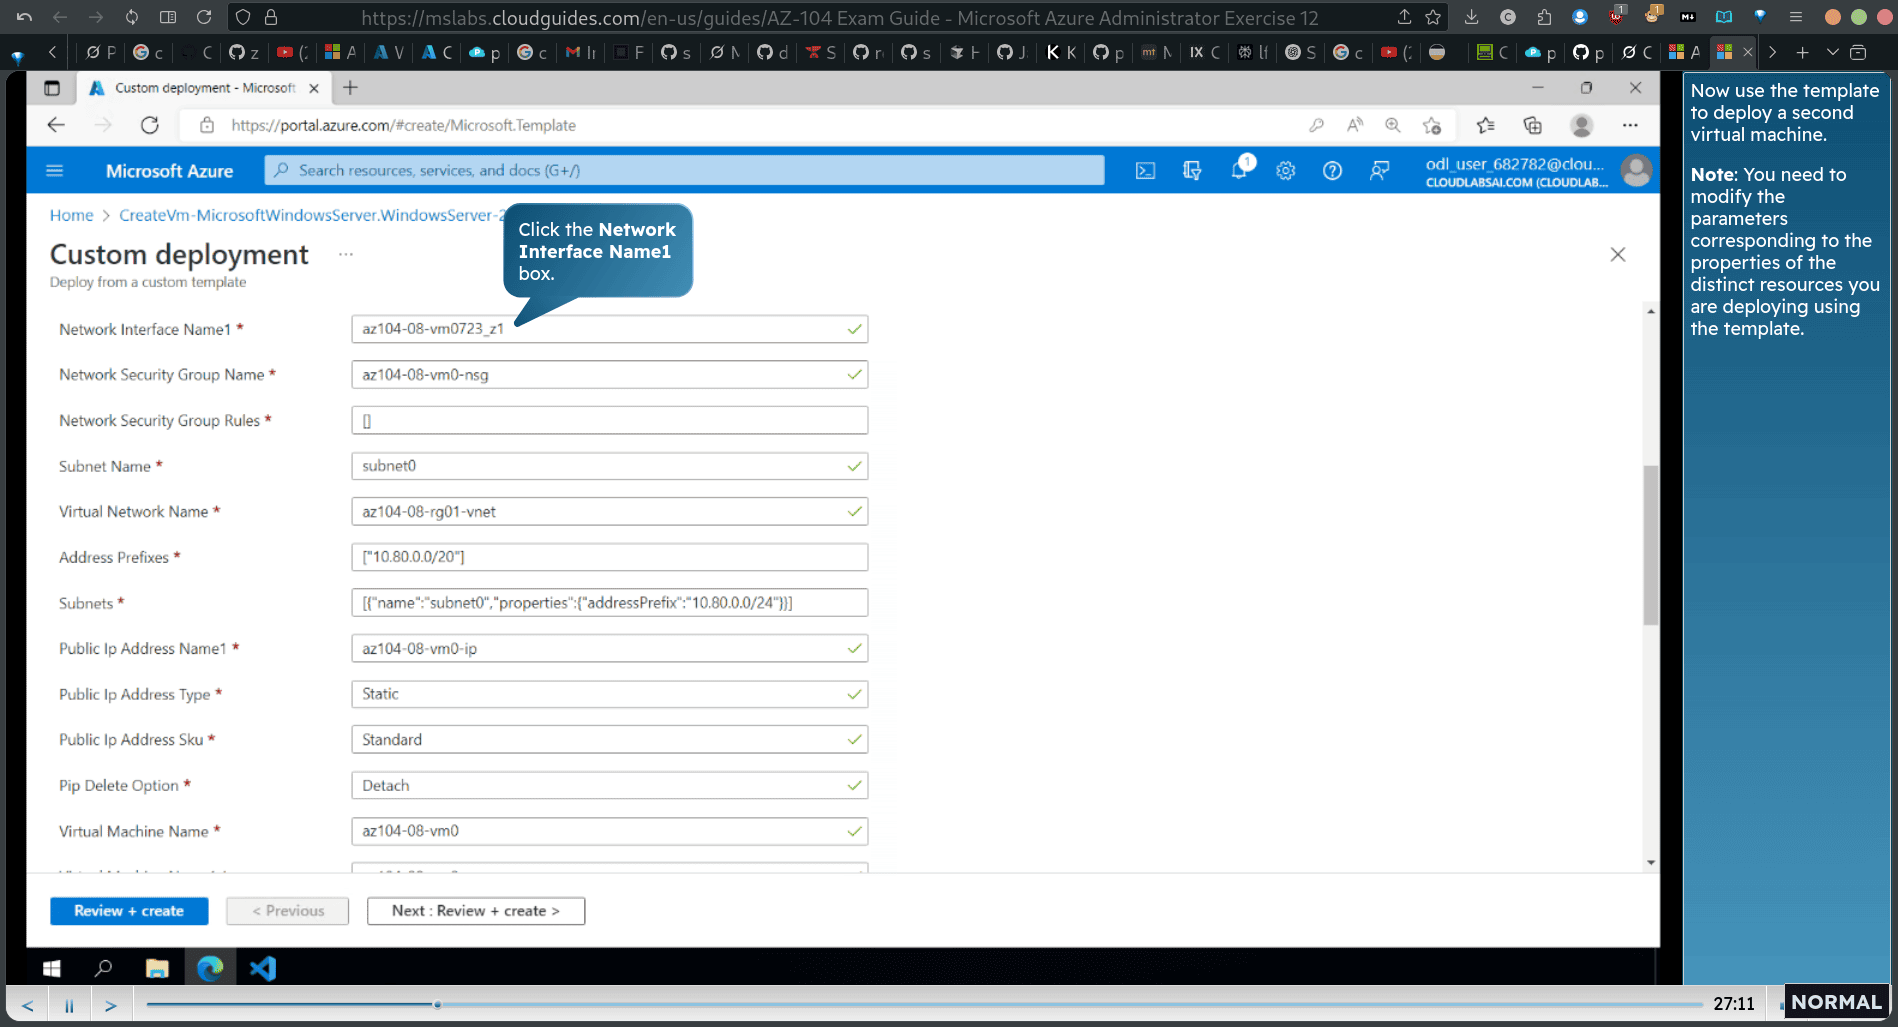 https://mslabs.cloudguides.com/en-us/guides/AZ-104 Exam Guide - Microsoft Azure Administrator Exercise 12
Custom deployment - Microsoft
https://portal.azure.com/#create/Microsoft.Template
Microsoft Azure
Search resources, services, and docs (G+/)
1
odl_user_682782@clou...
CLOUDLABSAI.COM (CLOUDLAB...
Home > CreateVm-MicrosoftWindowsServer.WindowsServer-2
Custom deployment ...
Deploy from a custom template
Click the Network
Interface Name1
box.
Network Interface Name1 * az104-08-vm0723_z1
Network Security Group Name * az104-08-vm0-nsg
Network Security Group Rules * []
Subnet Name * subnet0
Virtual Network Name * az104-08-rg01-vnet
Address Prefixes * ["10.80.0.0/20"]
Subnets * [{"name":"subnet0","properties":{"addressPrefix":"10.80.0.0/24"}}]
Public Ip Address Name1 * az104-08-vm0-ip
Public Ip Address Type * Static
Public Ip Address Sku * Standard
Pip Delete Option * Detach
Virtual Machine Name * az104-08-vm0
Review + create
< Previous
Next : Review + create >
Now use the template
to deploy a second
virtual machine.
Note: You need to
modify the
parameters
corresponding to the
properties of the
distinct resources you
are deploying using
the template.
27:11
NORMAL